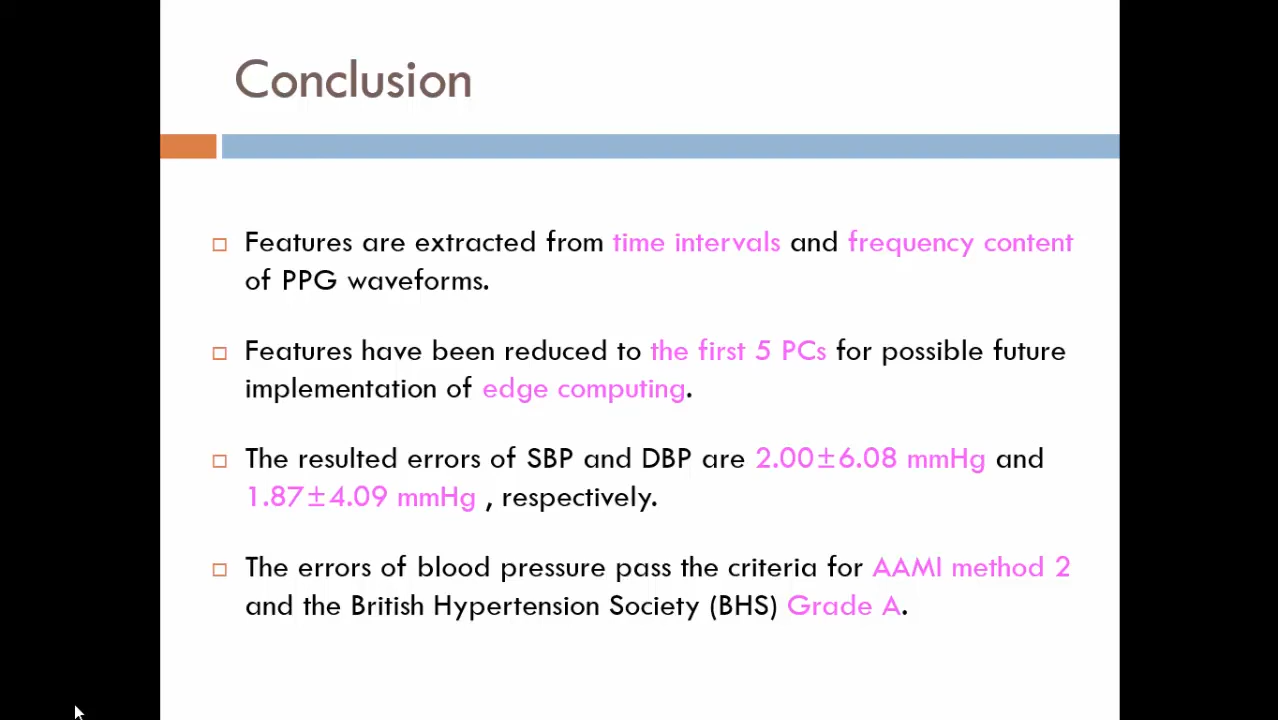 Conclusion
Features are extracted from time intervals and frequency content
of PPG waveforms.
Features have been reduced to the first 5 PCs for possible future
implementation of edge computing.
The resulted errors of SBP and DBP are 2.00±6.08 mmHg and
1.87±4.09 mmHg , respectively.
The errors of blood pressure pass the criteria for AAMI method 2
and the British Hypertension Society (BHS) Grade A.